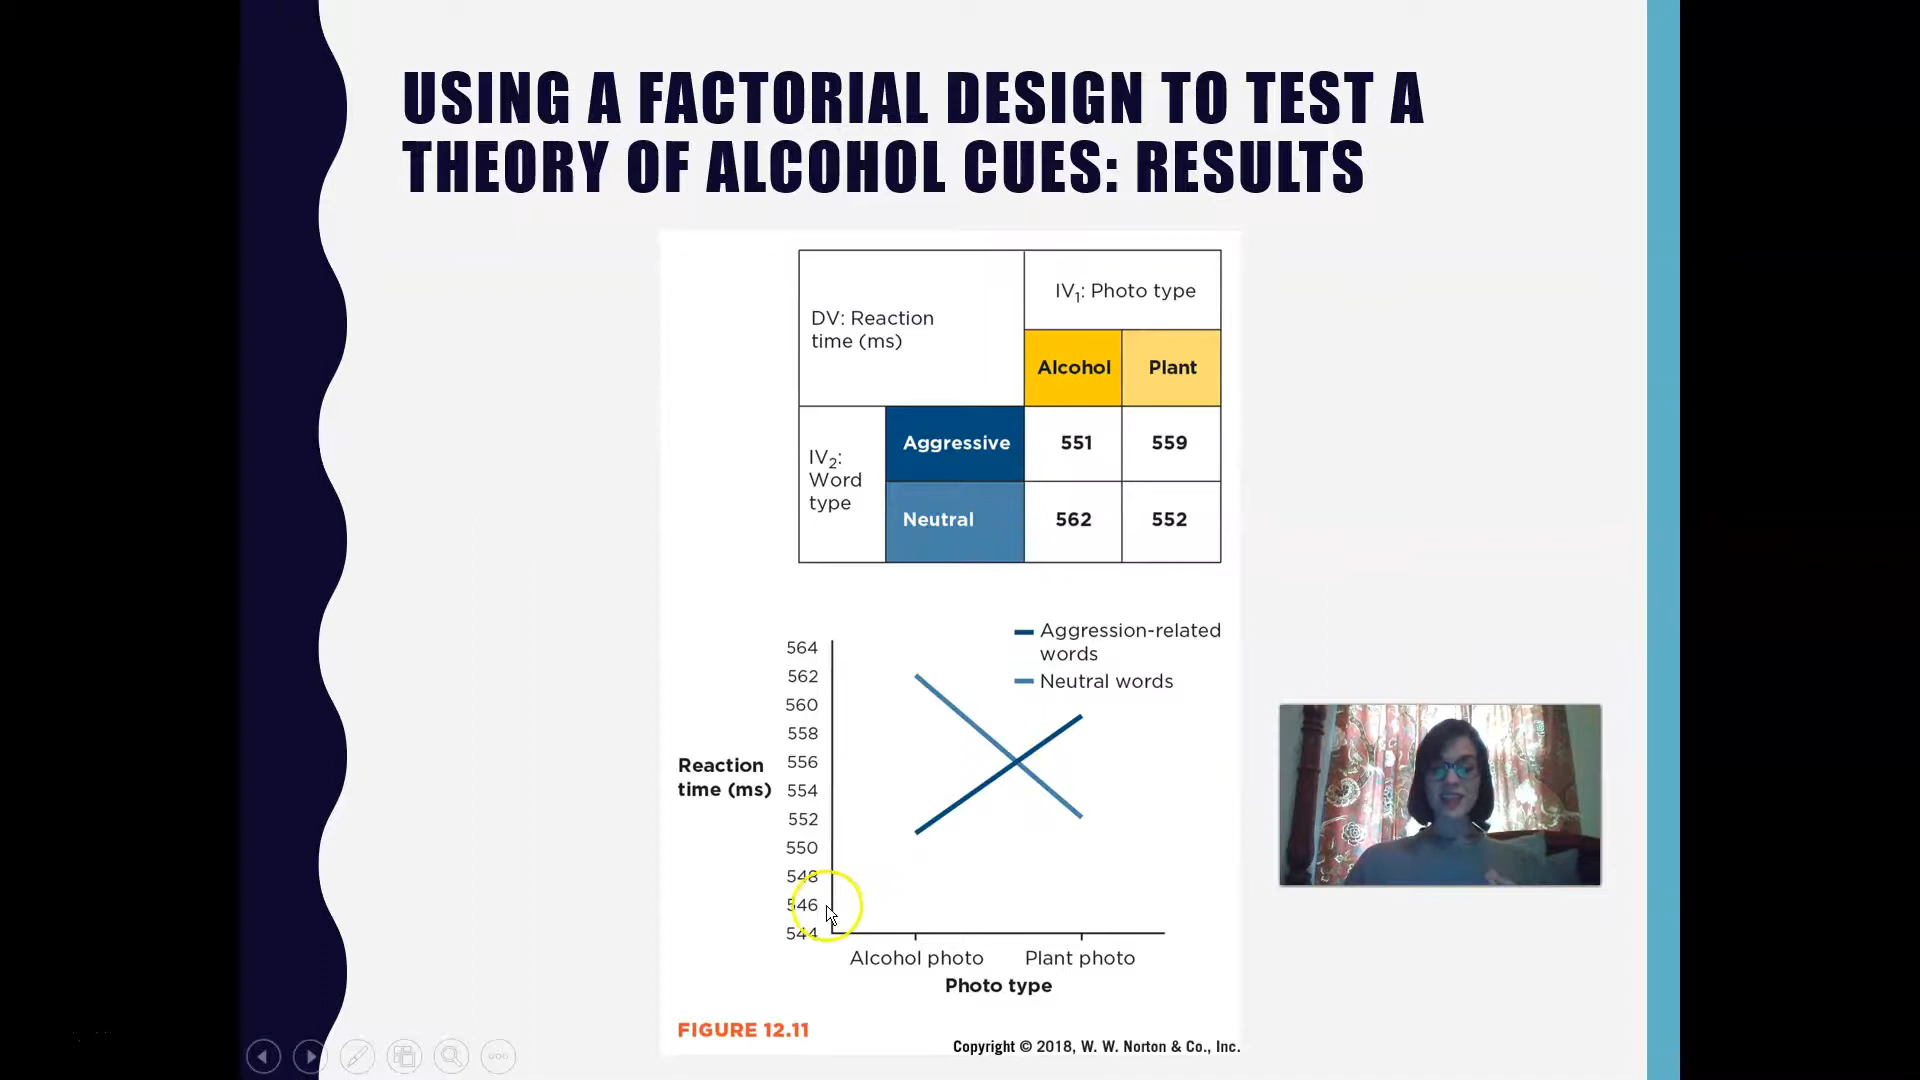 USING A FACTORIAL DESIGN TO TEST A
THEORY OF ALCOHOL CUES: RESULTS
DV: Reaction
time (ms)
IV1: Photo type
Alcohol
Plant
IV2:
Word
type
Aggressive
551
559
Neutral
562
552
Aggression-related
words
Neutral words
564
562
560
558
556
554
552
550
548
546
544
Reaction
time (ms)
Alcohol photo
Plant photo
Photo type
FIGURE 12.11
Copyright © 2018, W. W. Norton & Co., Inc.